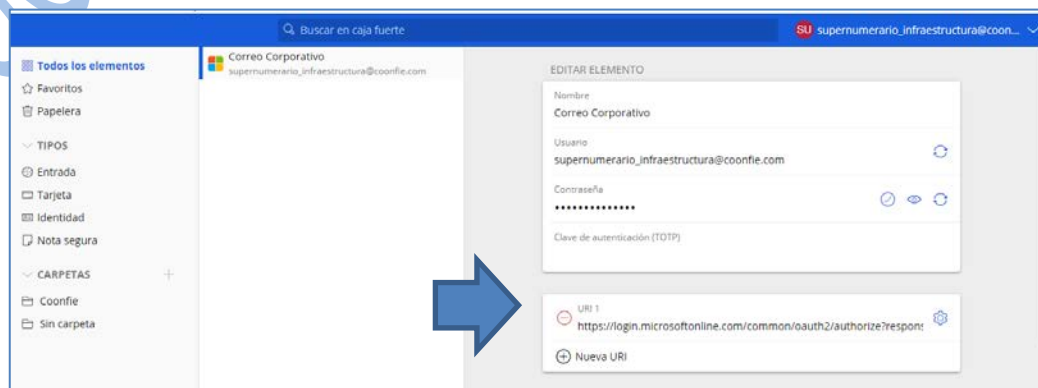 Buscar en caja fuerte
SU supernumerario_infraestructura@coon...
Todos los elementos
Favoritos
Papelera
TIPOS
Entrada
Tarjeta
Identidad
Nota segura
CARPETAS
Coonfie
Sin carpeta
Correo Corporativo
supernumerario_infraestructura@coonfie.com
EDITAR ELEMENTO
Nombre
Correo Corporativo
Usuario
supernumerario_infraestructura@coonfie.com
Contraseña
••••••••••••••
Clave de autenticación (TOTP)
URI 1
https://login.microsoftonline.com/common/oauth2/authorize?respons
Nueva URI